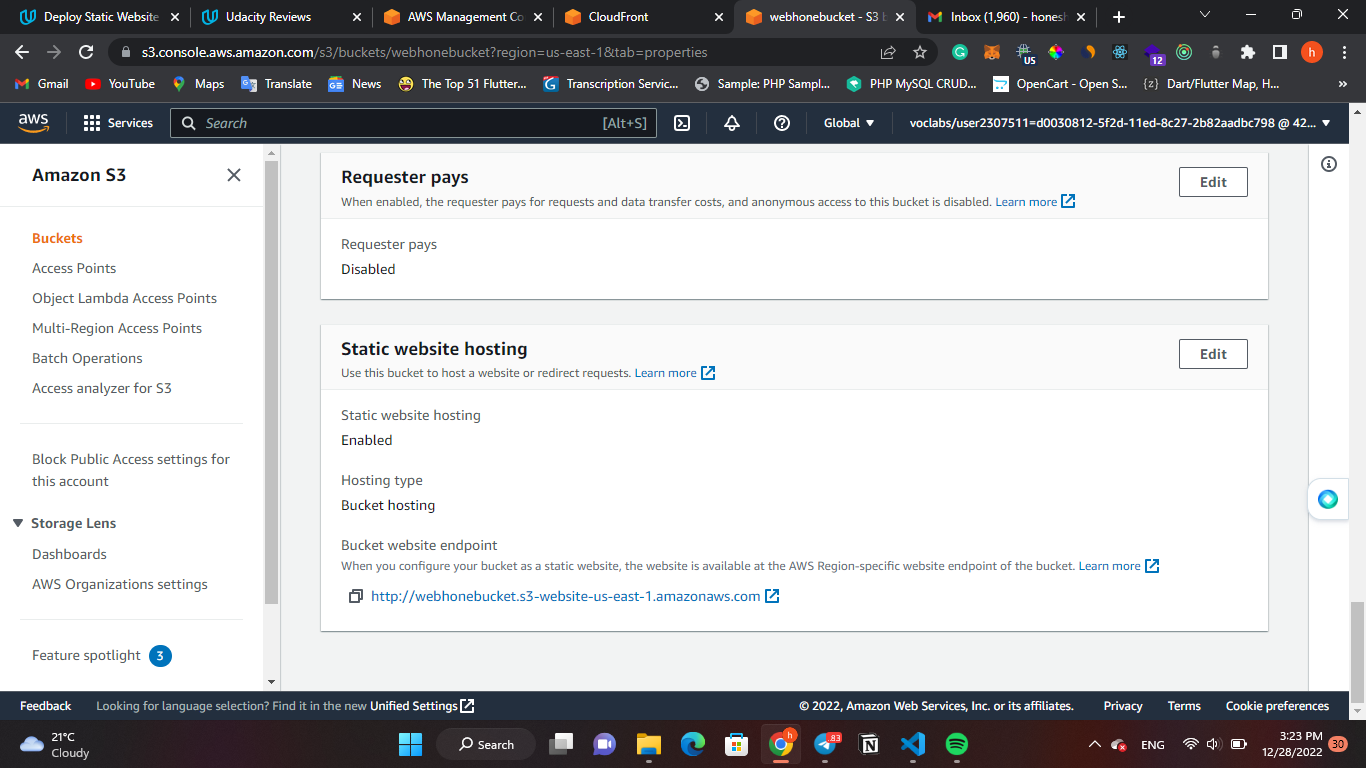 Deploy Static Website
Udacity Reviews
AWS Management Co
CloudFront
webhonebucket - S3 b
Inbox (1,960) - honesh
s3.console.aws.amazon.com/s3/buckets/webhonebucket?region=us-east-1&tab=properties
US
12
h
Gmail
YouTube
Maps
Translate
News
The Top 51 Flutter...
Transcription Servic...
Sample: PHP Sampl...
PHP MySQL CRUD...
OpenCart - Open S...
Dart/Flutter Map, H...
»
aws
Services
Search
[Alt+S]
Global
voclabs/user2307511=d0030812-5f2d-11ed-8c27-2b82aadbc798 @ 42...
Amazon S3
Buckets
Access Points
Object Lambda Access Points
Multi-Region Access Points
Batch Operations
Access analyzer for S3
Block Public Access settings for
this account
Storage Lens
Dashboards
AWS Organizations settings
Feature spotlight 3
Requester pays
Edit
When enabled, the requester pays for requests and data transfer costs, and anonymous access to this bucket is disabled. Learn more
Requester pays
Disabled
Static website hosting
Edit
Use this bucket to host a website or redirect requests. Learn more
Static website hosting
Enabled
Hosting type
Bucket hosting
Bucket website endpoint
When you configure your bucket as a static website, the website is available at the AWS Region-specific website endpoint of the bucket. Learn more
http://webhonebucket.s3-website-us-east-1.amazonaws.com
Feedback
Looking for language selection? Find it in the new Unified Settings
© 2022, Amazon Web Services, Inc. or its affiliates.
Privacy
Terms
Cookie preferences
21°C
Cloudy
Search
h
83
ENG
3:23 PM
12/28/2022
30